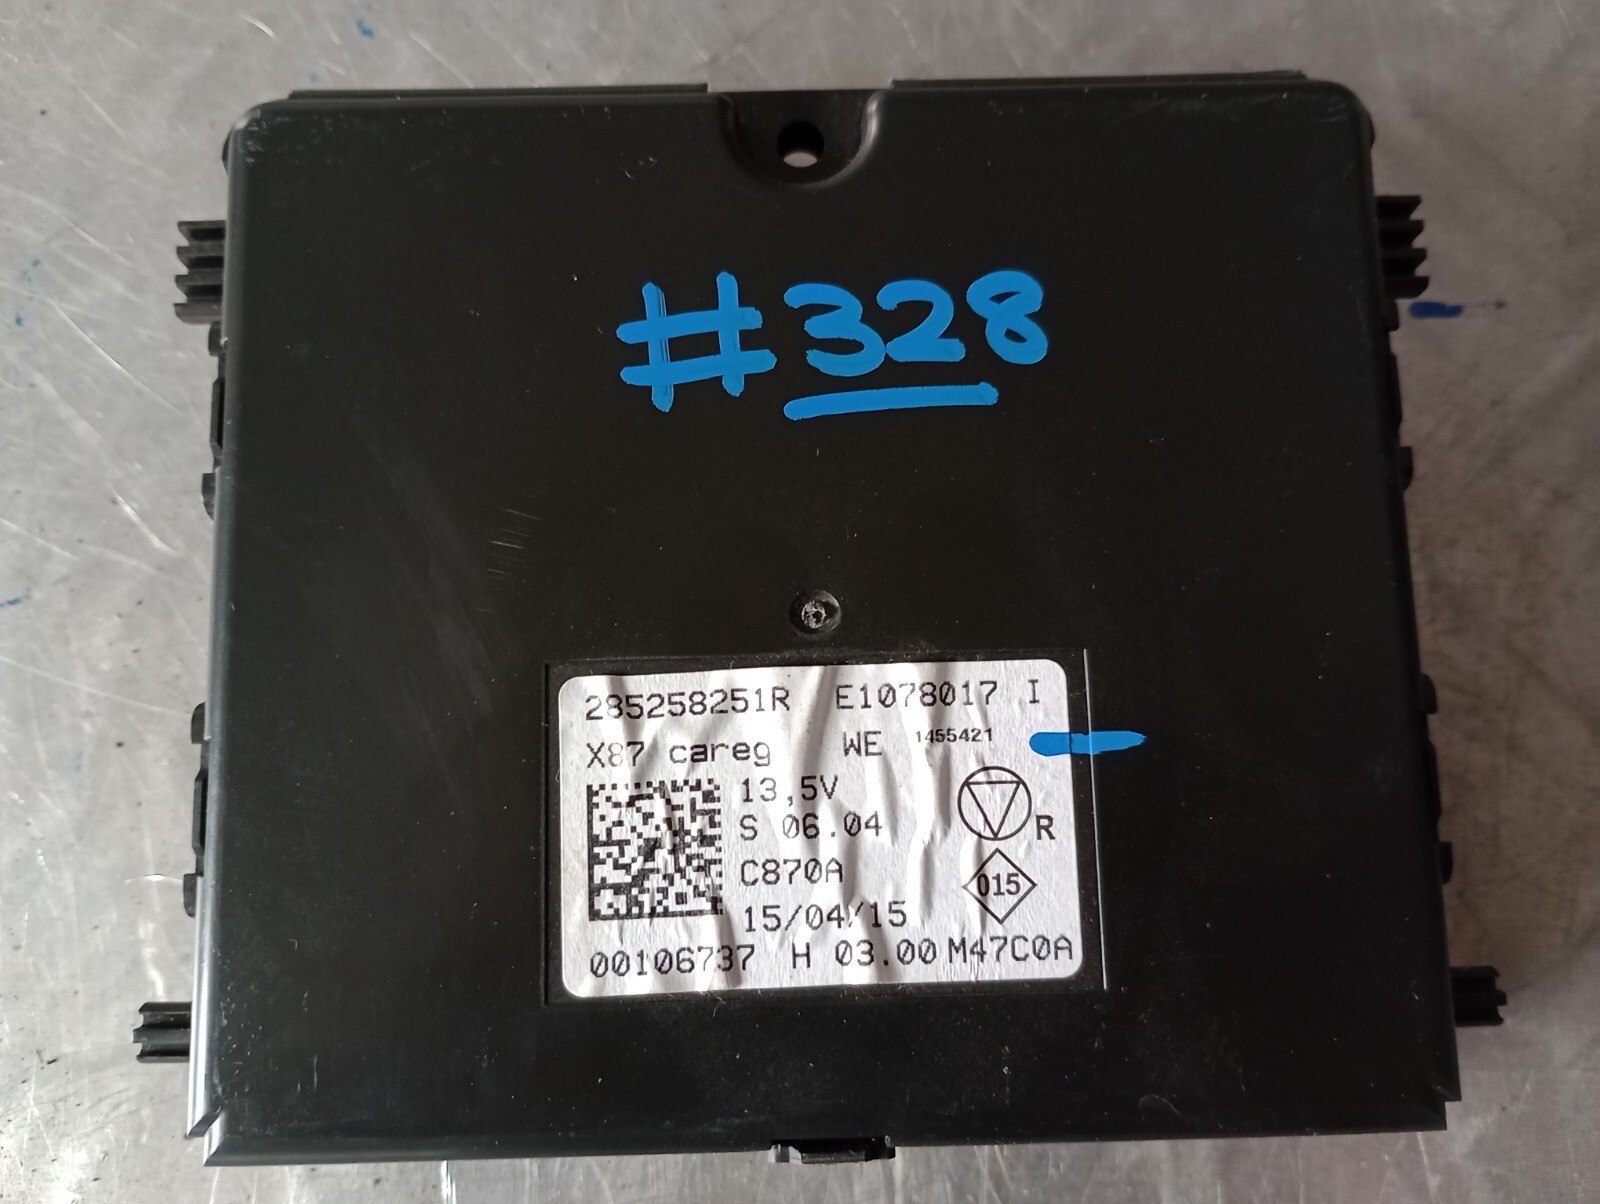 #328
285258251R E1078017 I
X87 careg WE 1455421
13,5V
S 06.04
R
C870A
015
15/04/15
00106737 H 03.00 M47C0A